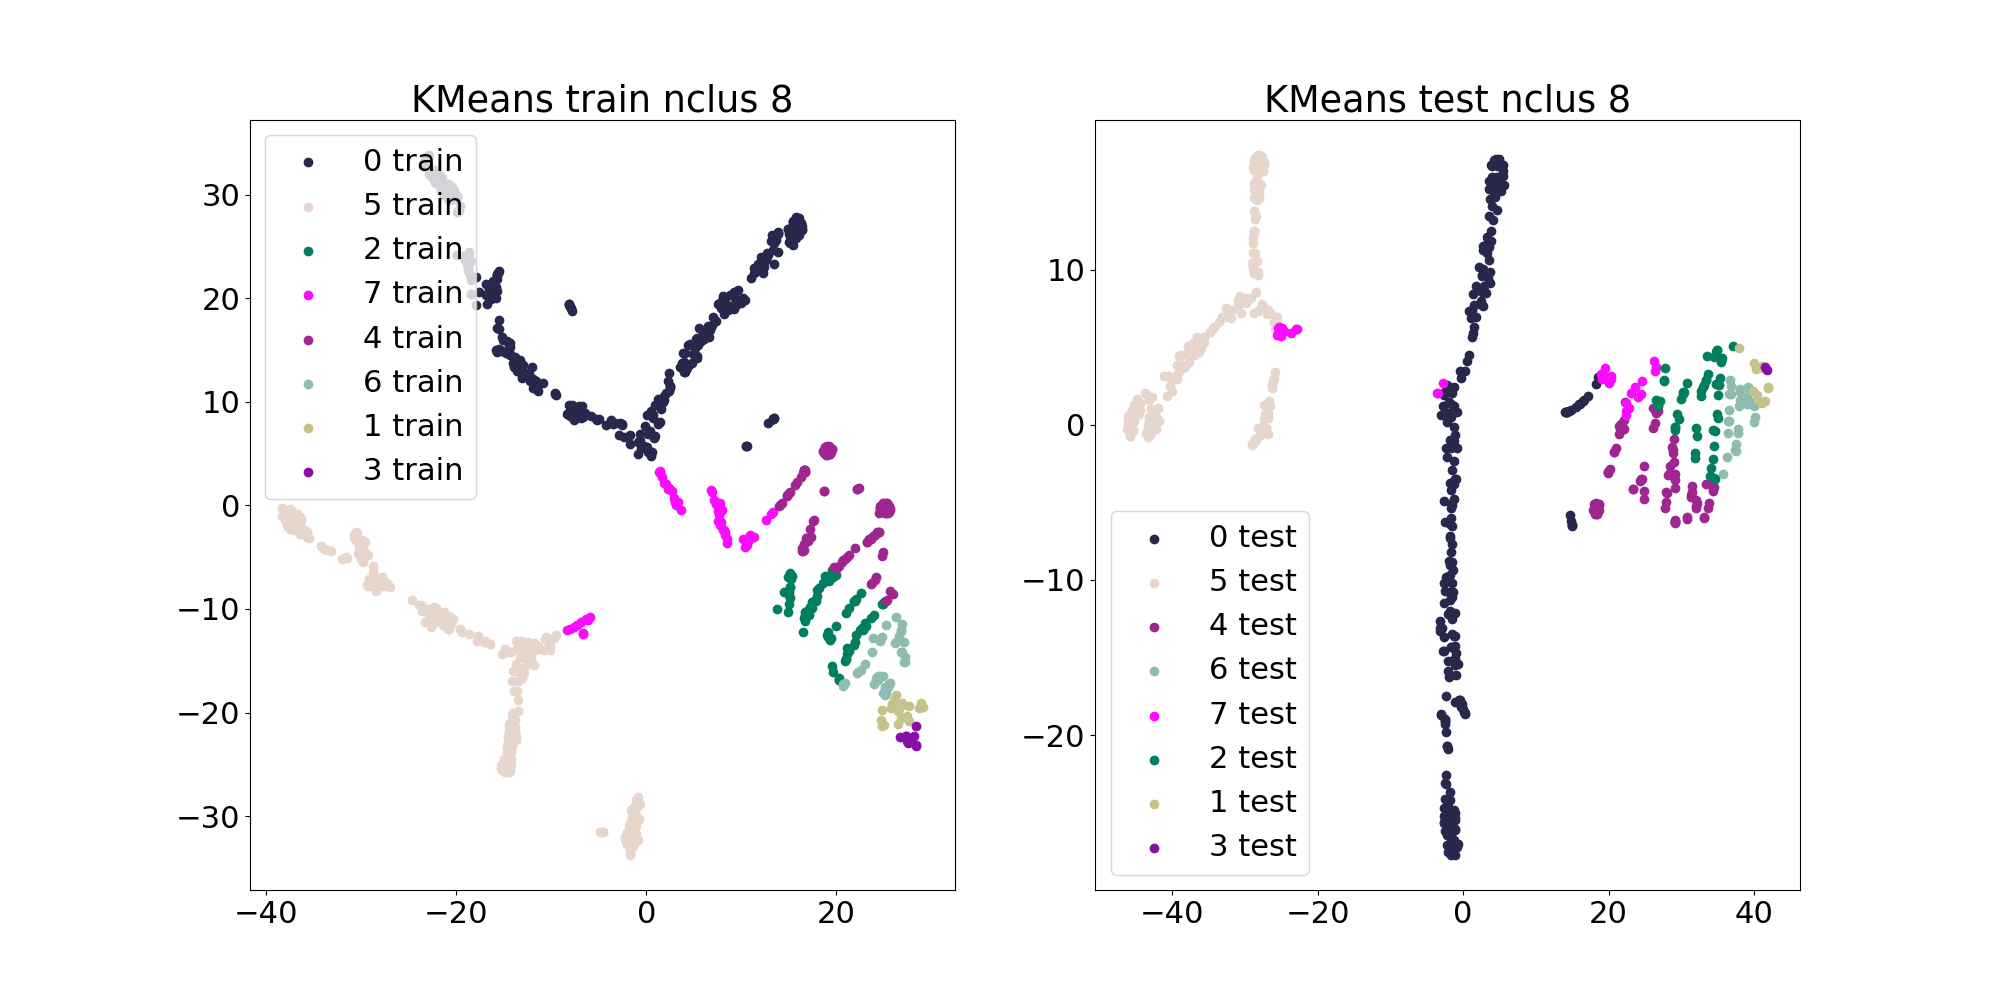 KMeans train nclus 8
30
20
10
0
−10
−20
−30
−40
−20
0
20
0 train
5 train
2 train
7 train
4 train
6 train
1 train
3 train
KMeans test nclus 8
10
0
−10
−20
−40
−20
0
20
40
0 test
5 test
4 test
6 test
7 test
2 test
1 test
3 test